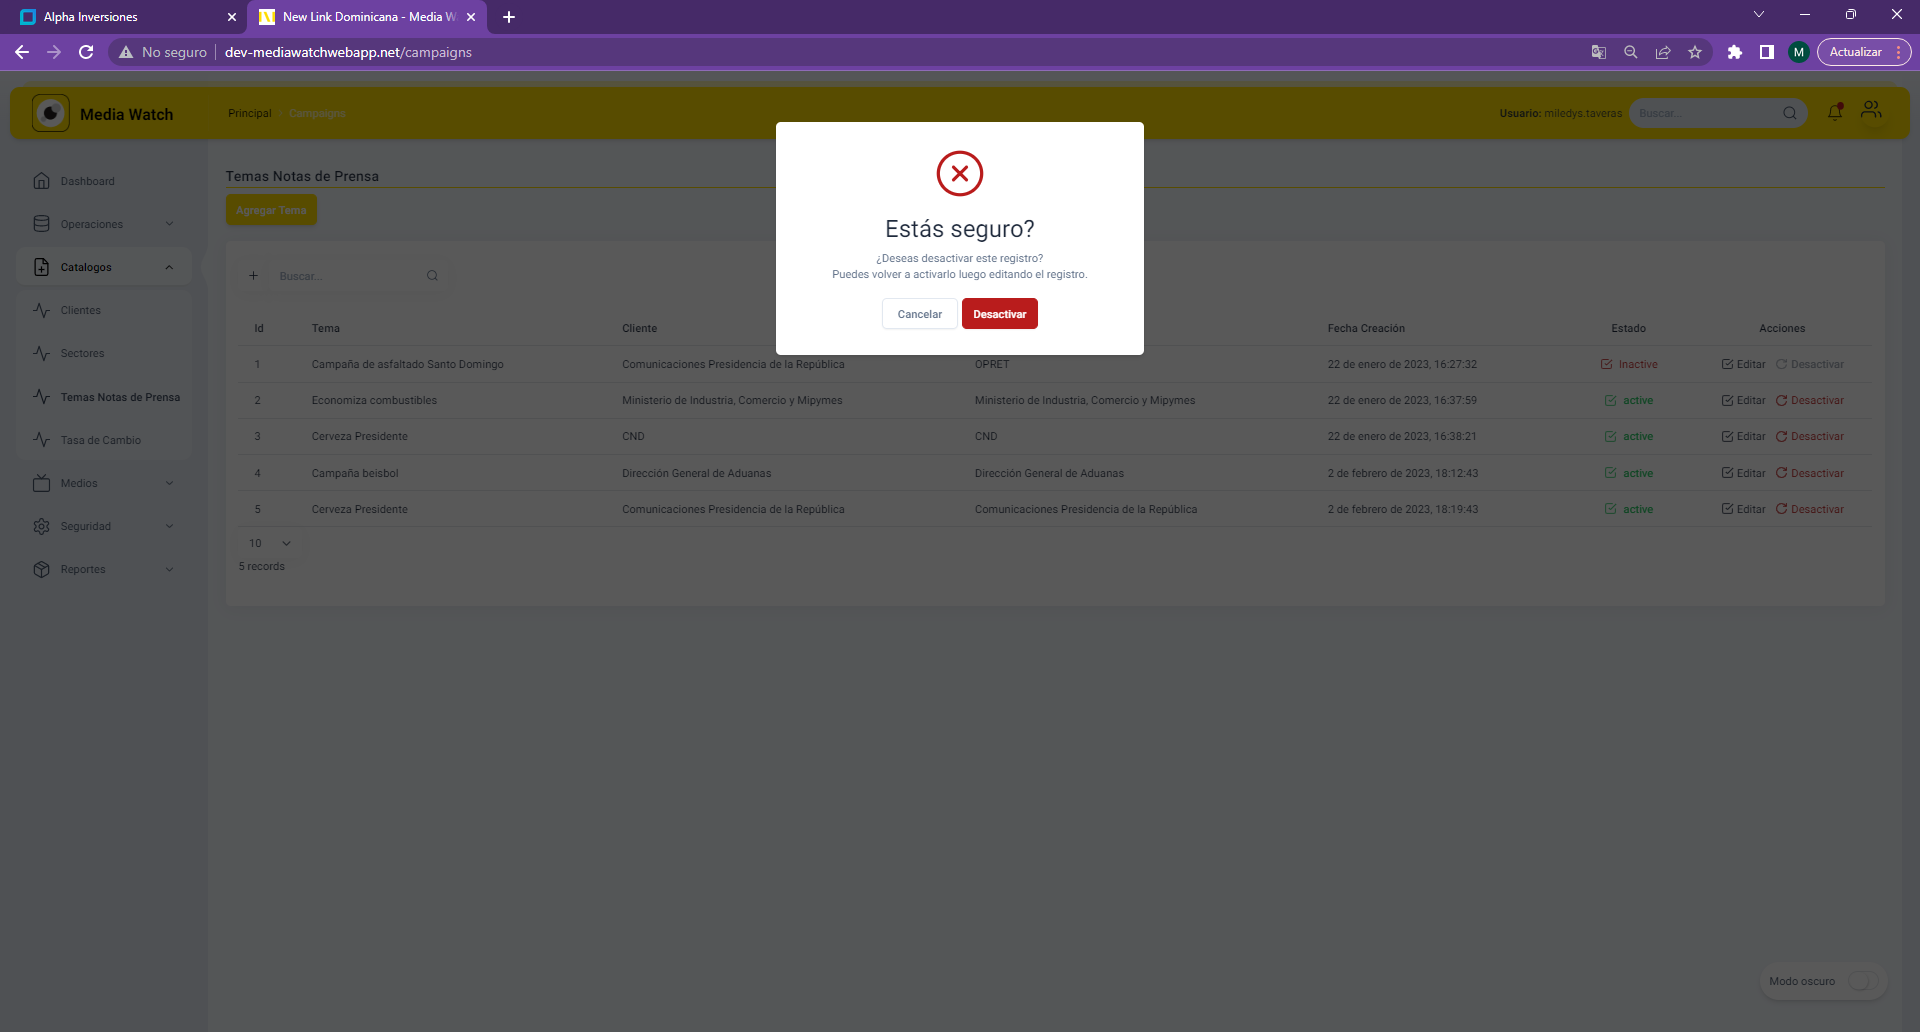 Alpha Inversiones
New Link Dominicana - Media W
No seguro
dev-mediawatchwebapp.net/campaigns
M
Actualizar
Media Watch
Principal
Campaigns
Usuario: miledys.taveras
Buscar...
Dashboard
Operaciones
Catalogos
Clientes
Sectores
Temas Notas de Prensa
Tasa de Cambio
Medios
Seguridad
Reportes
Temas Notas de Prensa
Agregar Tema
Estás seguro?
¿Deseas desactivar este registro?
Puedes volver a activarlo luego editando el registro.
Cancelar
Desactivar
+ Buscar...
Id Tema Cliente Fecha Creación Estado Acciones
1 Campaña de asfaltado Santo Domingo Comunicaciones Presidencia de la República OPRET 22 de enero de 2023, 16:27:32 Inactive Editar Desactivar
2 Economiza combustibles Ministerio de Industria, Comercio y Mipymes Ministerio de Industria, Comercio y Mipymes 22 de enero de 2023, 16:37:59 active Editar Desactivar
3 Cerveza Presidente CND CND 22 de enero de 2023, 16:38:21 active Editar Desactivar
4 Campaña beisbol Dirección General de Aduanas Dirección General de Aduanas 2 de febrero de 2023, 18:12:43 active Editar Desactivar
5 Cerveza Presidente Comunicaciones Presidencia de la República Comunicaciones Presidencia de la República 2 de febrero de 2023, 18:19:43 active Editar Desactivar
10
5 records
Modo oscuro